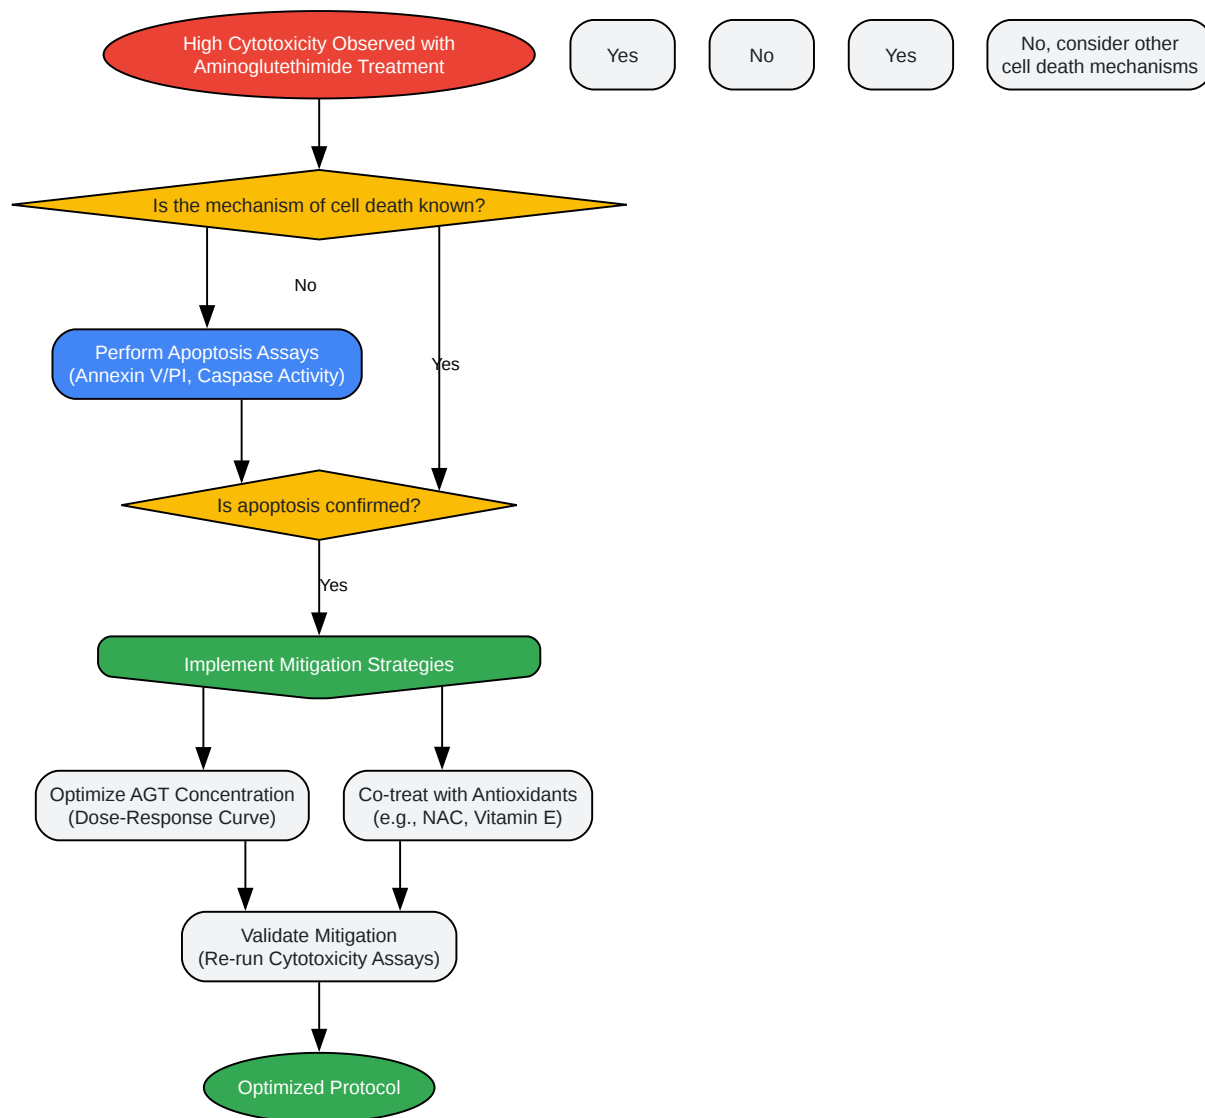 High Cytotoxicity Observed with
Aminoglutethimide Treatment
Yes
No
Yes
No, consider other
cell death mechanisms
Is the mechanism of cell death known?
No
Perform Apoptosis Assays
(Annexin V/PI, Caspase Activity)
Yes
Is apoptosis confirmed?
Yes
Implement Mitigation Strategies
Optimize AGT Concentration
(Dose-Response Curve)
Co-treat with Antioxidants
(e.g., NAC, Vitamin E)
Validate Mitigation
(Re-run Cytotoxicity Assays)
Optimized Protocol